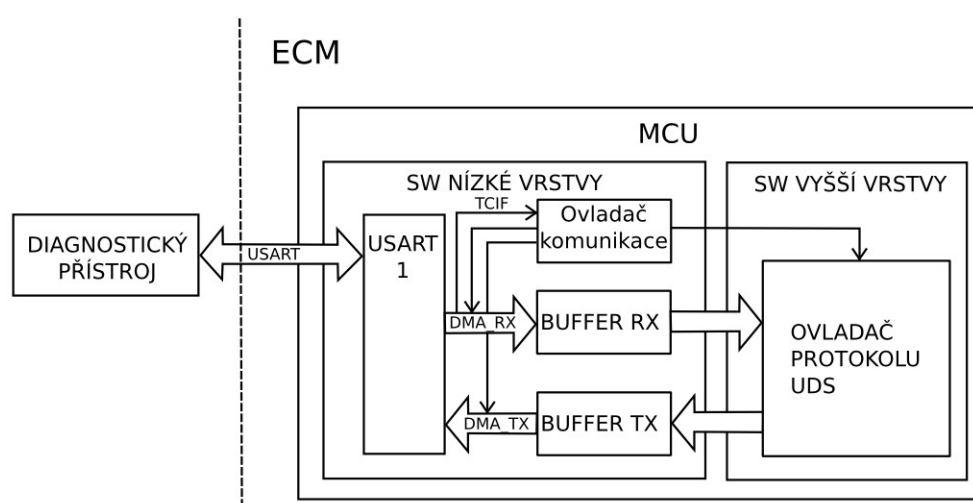 ECM
MCU
SW NÍZKÉ VRSTVY
SW VYŠŠÍ VRSTVY
TCIF
Ovladač
komunikace
DIAGNOSTICKÝ
PŘÍSTROJ
USART
USART
1
DMA_RX
BUFFER RX
OVLADAČ
PROTOKOLU
UDS
DMA_TX
BUFFER TX